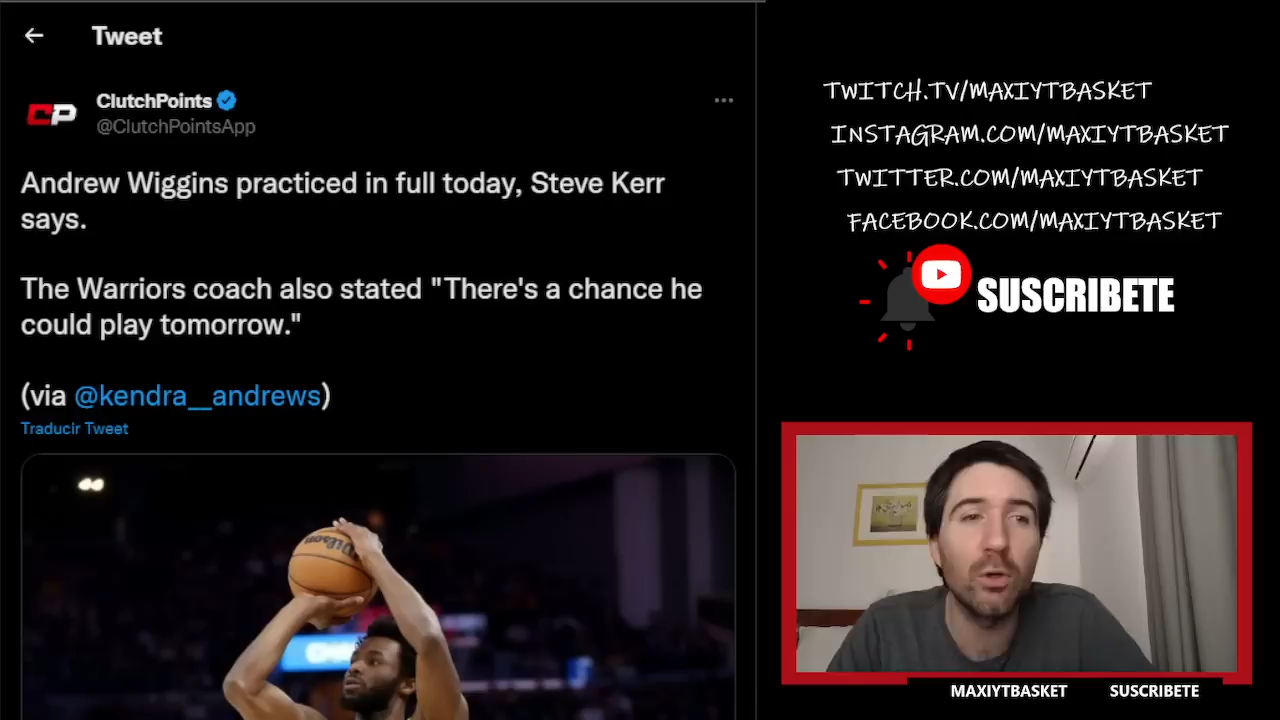 Tweet
CP
ClutchPoints
@ClutchPointsApp
Andrew Wiggins practiced in full today, Steve Kerr
says.
The Warriors coach also stated "There's a chance he
could play tomorrow."
(via @kendra__andrews)
Traducir Tweet
Wilson
TWITCH.TV/MAXIYTBASKET
INSTAGRAM.COM/MAXIYTBASKET
TWITTER.COM/MAXIYTBASKET
FACEBOOK.COM/MAXIYTBASKET
SUSCRIBETE
MAXIYTBASKET SUSCRIBETE